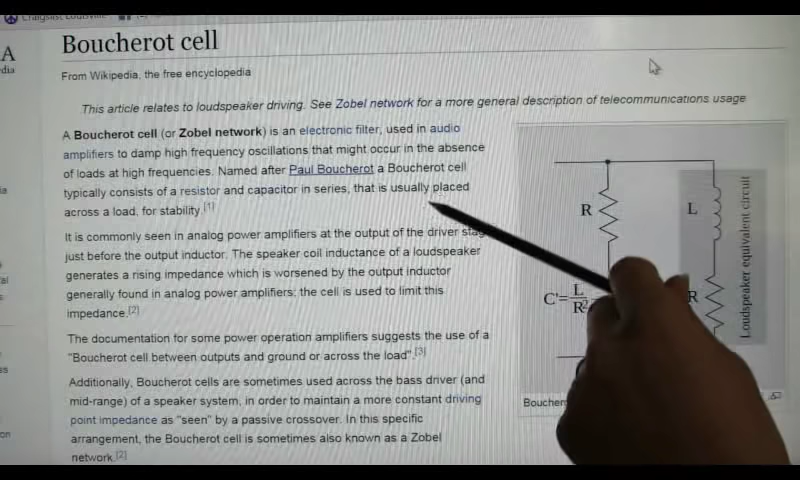 Craigslist Louisville
A
dia
Boucherot cell
From Wikipedia, the free encyclopedia
This article relates to loudspeaker driving. See Zobel network for a more general description of telecommunications usage
A Boucherot cell (or Zobel network) is an electronic filter, used in audio
amplifiers to damp high frequency oscillations that might occur in the absence
of loads at high frequencies. Named after Paul Boucherot a Boucherot cell
typically consists of a resistor and capacitor in series, that is usually placed
across a load, for stability.[1]
It is commonly seen in analog power amplifiers at the output of the driver stag
just before the output inductor. The speaker coil inductance of a loudspeaker
generates a rising impedance which is worsened by the output inductor
generally found in analog power amplifiers; the cell is used to limit this
impedance.[2]
The documentation for some power operation amplifiers suggests the use of a
"Boucherot cell between outputs and ground or across the load".[3]
Additionally, Boucherot cells are sometimes used across the bass driver (and
mid-range) of a speaker system, in order to maintain a more constant driving
point impedance as "seen" by a passive crossover. In this specific
arrangement, the Boucherot cell is sometimes also known as a Zobel
network.[2]
R
L
C'=L/R²
R
Loudspeaker equivalent circuit
Boucher
ia
al
s
ss
on